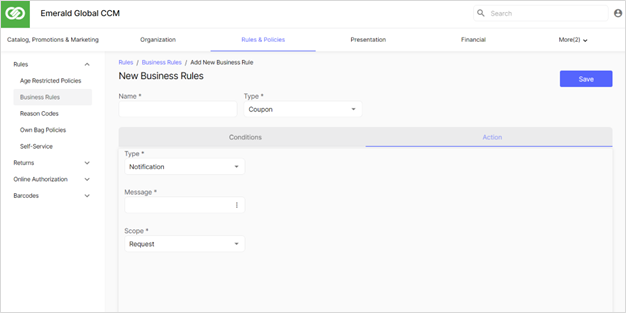 Emerald Global CCM
Search
Catalog, Promotions & Marketing Organization Rules & Policies Presentation Financial More(2)
Rules
Age Restricted Policies
Business Rules
Reason Codes
Own Bag Policies
Self-Service
Returns
Online Authorization
Barcodes
Rules / Business Rules / Add New Business Rule
New Business Rules
Save
Name * Type *
Coupon
Conditions Action
Type *
Notification
Message *
Scope *
Request